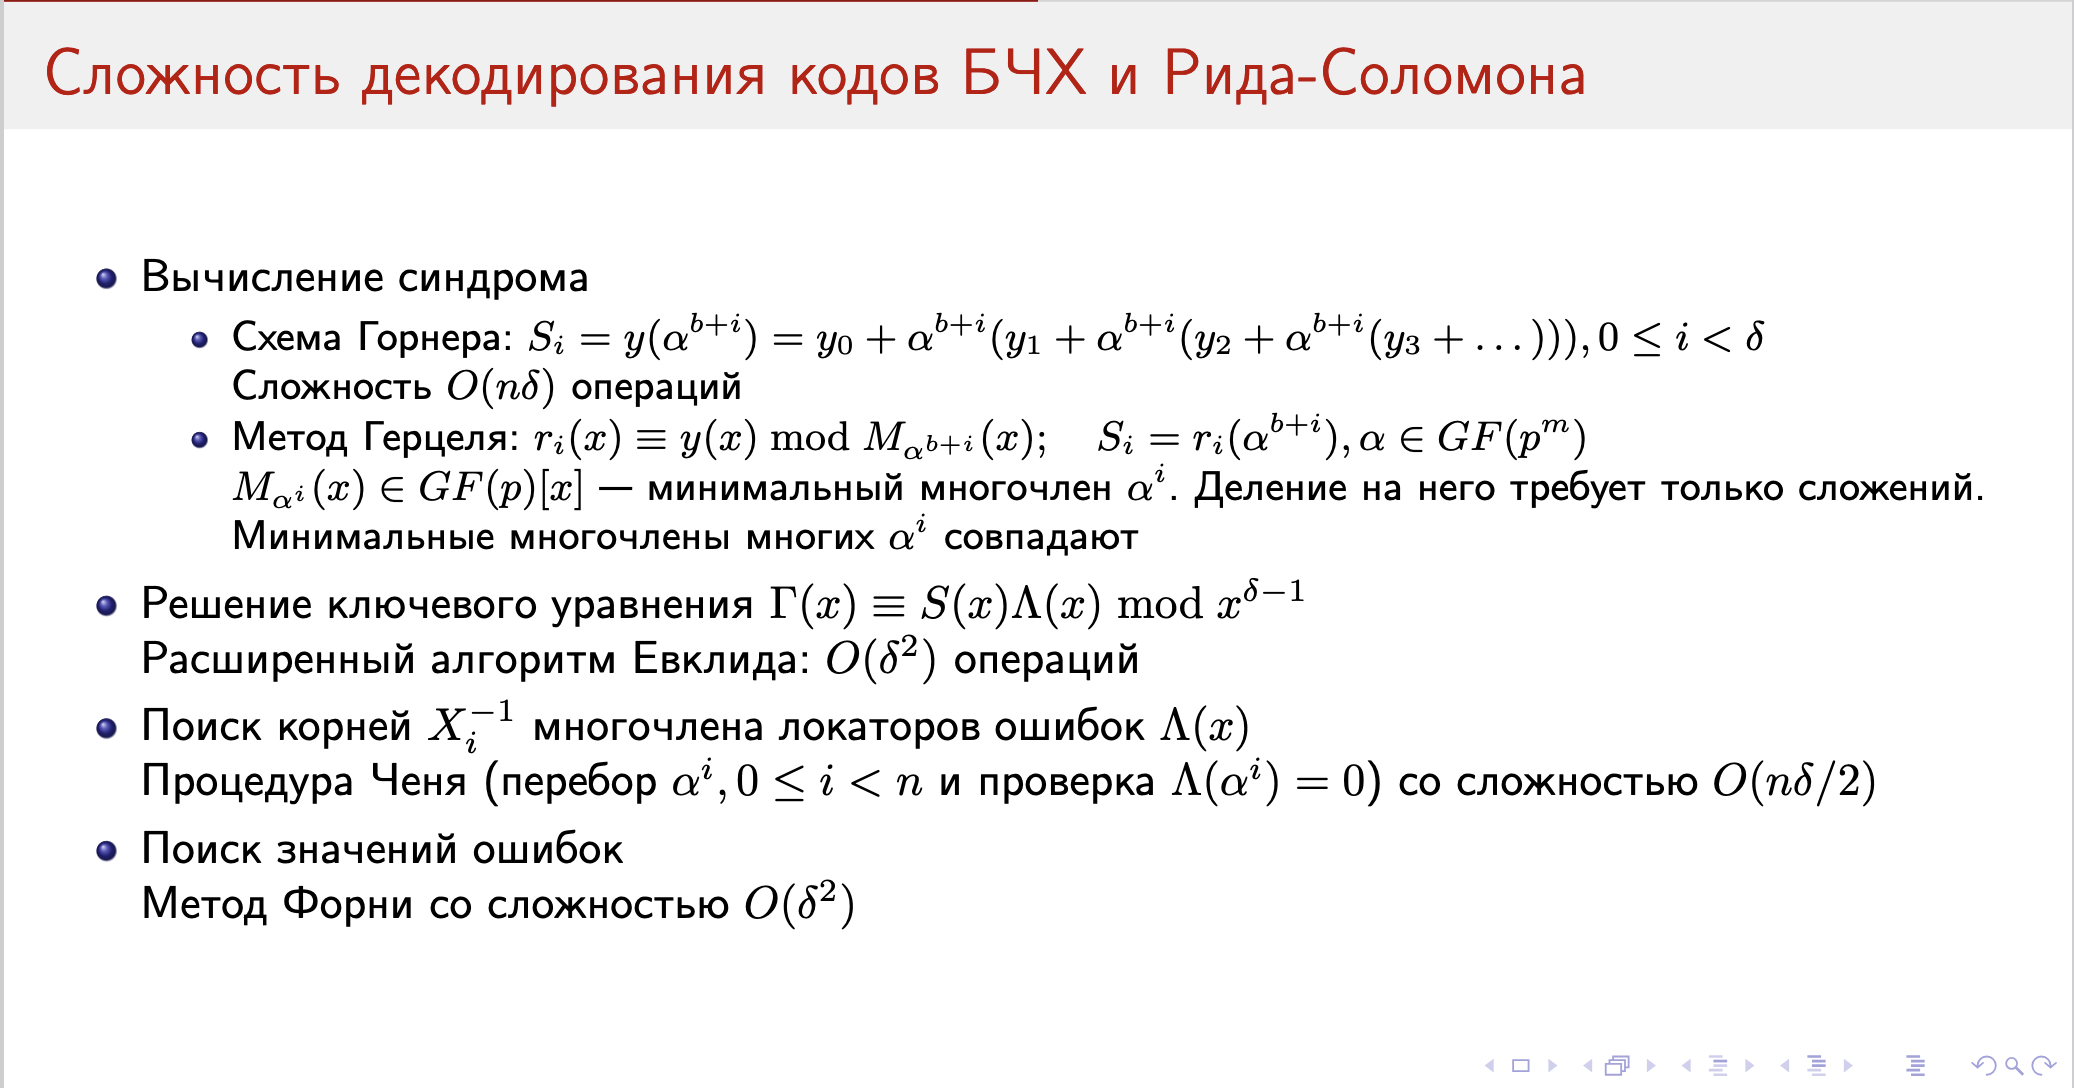 Сложность декодирования кодов БЧХ и Рида-Соломона
Вычисление синдрома
Схема Горнера: $S_i = y(\alpha^{b+i}) = y_0 + \alpha^{b+i}(y_1 + \alpha^{b+i}(y_2 + \alpha^{b+i}(y_3 + \dots))), 0 \leq i < \delta$
Сложность $O(n\delta)$ операций
Метод Герцеля: $r_i(x) \equiv y(x) \bmod M_{\alpha^{b+i}}(x); \quad S_i = r_i(\alpha^{b+i}), \alpha \in GF(p^m)$
$M_{\alpha^i}(x) \in GF(p)[x]$ — минимальный многочлен $\alpha^i$. Деление на него требует только сложений.
Минимальные многочлены многих $\alpha^i$ совпадают
Решение ключевого уравнения $\Gamma(x) \equiv S(x)\Lambda(x) \bmod x^{\delta-1}$
Расширенный алгоритм Евклида: $O(\delta^2)$ операций
Поиск корней $X_i^{-1}$ многочлена локаторов ошибок $\Lambda(x)$
Процедура Ченя (перебор $\alpha^i, 0 \leq i < n$ и проверка $\Lambda(\alpha^i) = 0$) со сложностью $O(n\delta/2)$
Поиск значений ошибок
Метод Форни со сложностью $O(\delta^2)$